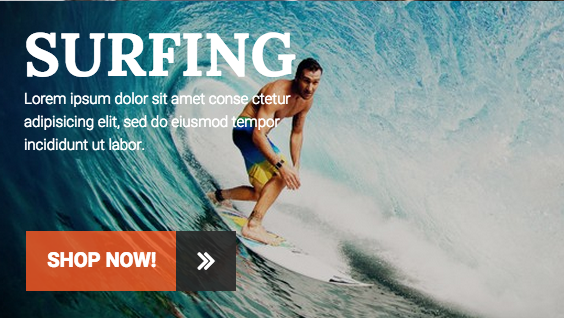 SURFING
Lorem ipsum dolor sit amet conse ctetur
adipisicing elit, sed do eiusmod tempor
incididunt ut labor.
SHOP NOW!